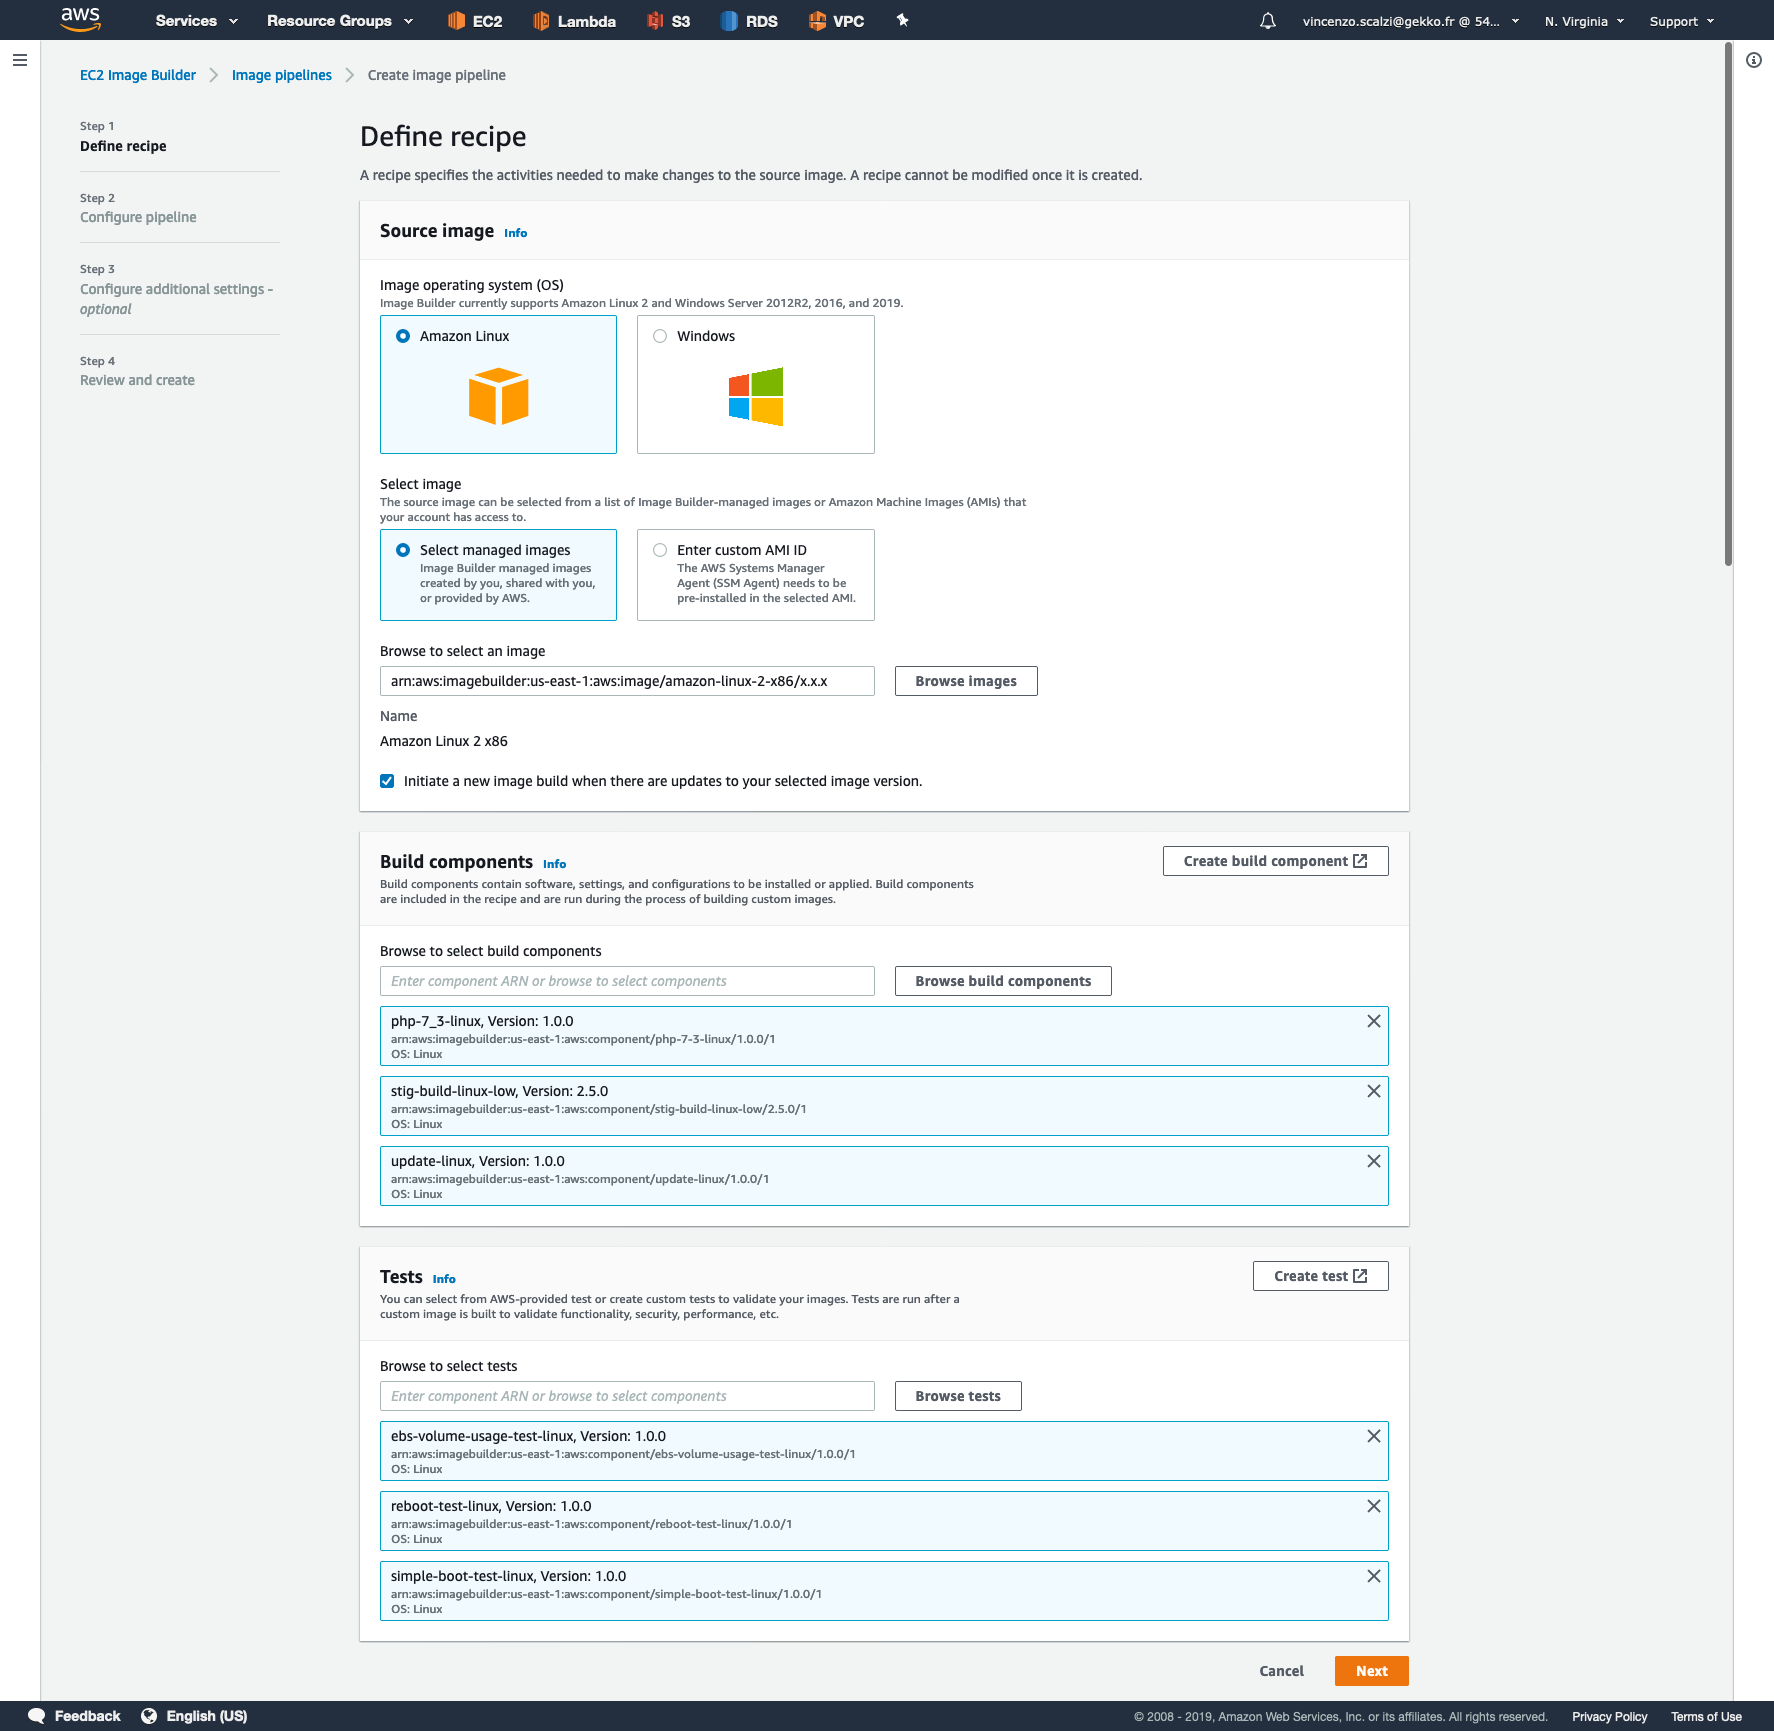 aws Services Resource Groups EC2 Lambda S3 RDS VPC vincenzo.scalzi@gekko.fr @ 54... N. Virginia Support
EC2 Image Builder Image pipelines Create image pipeline
Step 1
Define recipe
Step 2
Configure pipeline
Step 3
Configure additional settings -
optional
Step 4
Review and create
Define recipe
A recipe specifies the activities needed to make changes to the source image. A recipe cannot be modified once it is created.
Source image Info
Image operating system (OS)
Image Builder currently supports Amazon Linux 2 and Windows Server 2012R2, 2016, and 2019.
Amazon Linux
Windows
Select image
The source image can be selected from a list of Image Builder-managed images or Amazon Machine Images (AMIs) that
your account has access to.
Select managed images
Image Builder managed images
created by you, shared with you,
or provided by AWS.
Enter custom AMI ID
The AWS Systems Manager
Agent (SSM Agent) needs to be
pre-installed in the selected AMI.
Browse to select an image
arn:aws:imagebuilder:us-east-1:aws:image/amazon-linux-2-x86/x.x.x Browse images
Name
Amazon Linux 2 x86
Initiate a new image build when there are updates to your selected image version.
Build components Info Create build component
Build components contain software, settings, and configurations to be installed or applied. Build components
are included in the recipe and are run during the process of building custom images.
Browse to select build components
Enter component ARN or browse to select components Browse build components
php-7_3-linux, Version: 1.0.0
arn:aws:imagebuilder:us-east-1:aws:component/php-7-3-linux/1.0.0/1
OS: Linux
stig-build-linux-low, Version: 2.5.0
arn:aws:imagebuilder:us-east-1:aws:component/stig-build-linux-low/2.5.0/1
OS: Linux
update-linux, Version: 1.0.0
arn:aws:imagebuilder:us-east-1:aws:component/update-linux/1.0.0/1
OS: Linux
Tests Info Create test
You can select from AWS-provided test or create custom tests to validate your images. Tests are run after a
custom image is built to validate functionality, security, performance, etc.
Browse to select tests
Enter component ARN or browse to select components Browse tests
ebs-volume-usage-test-linux, Version: 1.0.0
arn:aws:imagebuilder:us-east-1:aws:component/ebs-volume-usage-test-linux/1.0.0/1
OS: Linux
reboot-test-linux, Version: 1.0.0
arn:aws:imagebuilder:us-east-1:aws:component/reboot-test-linux/1.0.0/1
OS: Linux
simple-boot-test-linux, Version: 1.0.0
arn:aws:imagebuilder:us-east-1:aws:component/simple-boot-test-linux/1.0.0/1
OS: Linux
Cancel Next
Feedback English (US) © 2008 - 2019, Amazon Web Services, Inc. or its affiliates. All rights reserved. Privacy Policy Terms of Use